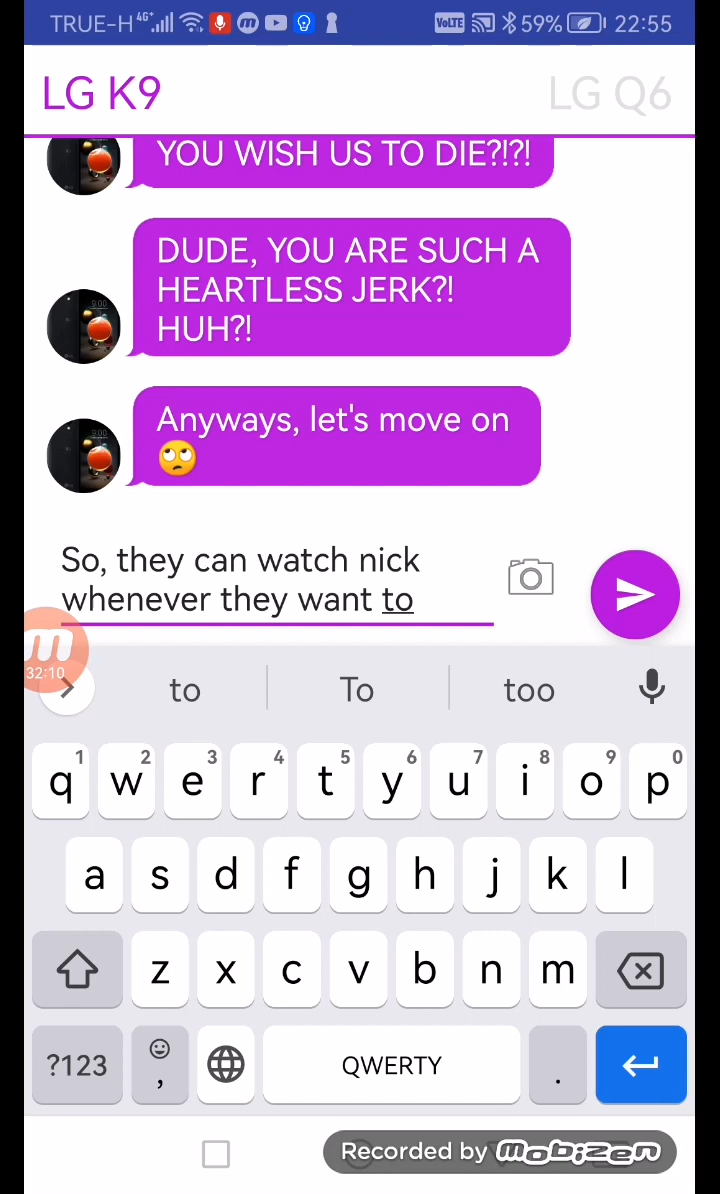 TRUE-H 4G+ VoLTE 59% 22:55
LG K9 LG Q6
YOU WISH US TO DIE?!?!
DUDE, YOU ARE SUCH A
HEARTLESS JERK?!
HUH?!
Anyways, let's move on
🙄
So, they can watch nick
whenever they want to
32:10
to To too
1 2 3 4 5 6 7 8 9 0
q w e r t y u i o p
a s d f g h j k l
z x c v b n m
?123 , QWERTY .
Recorded by mobizen